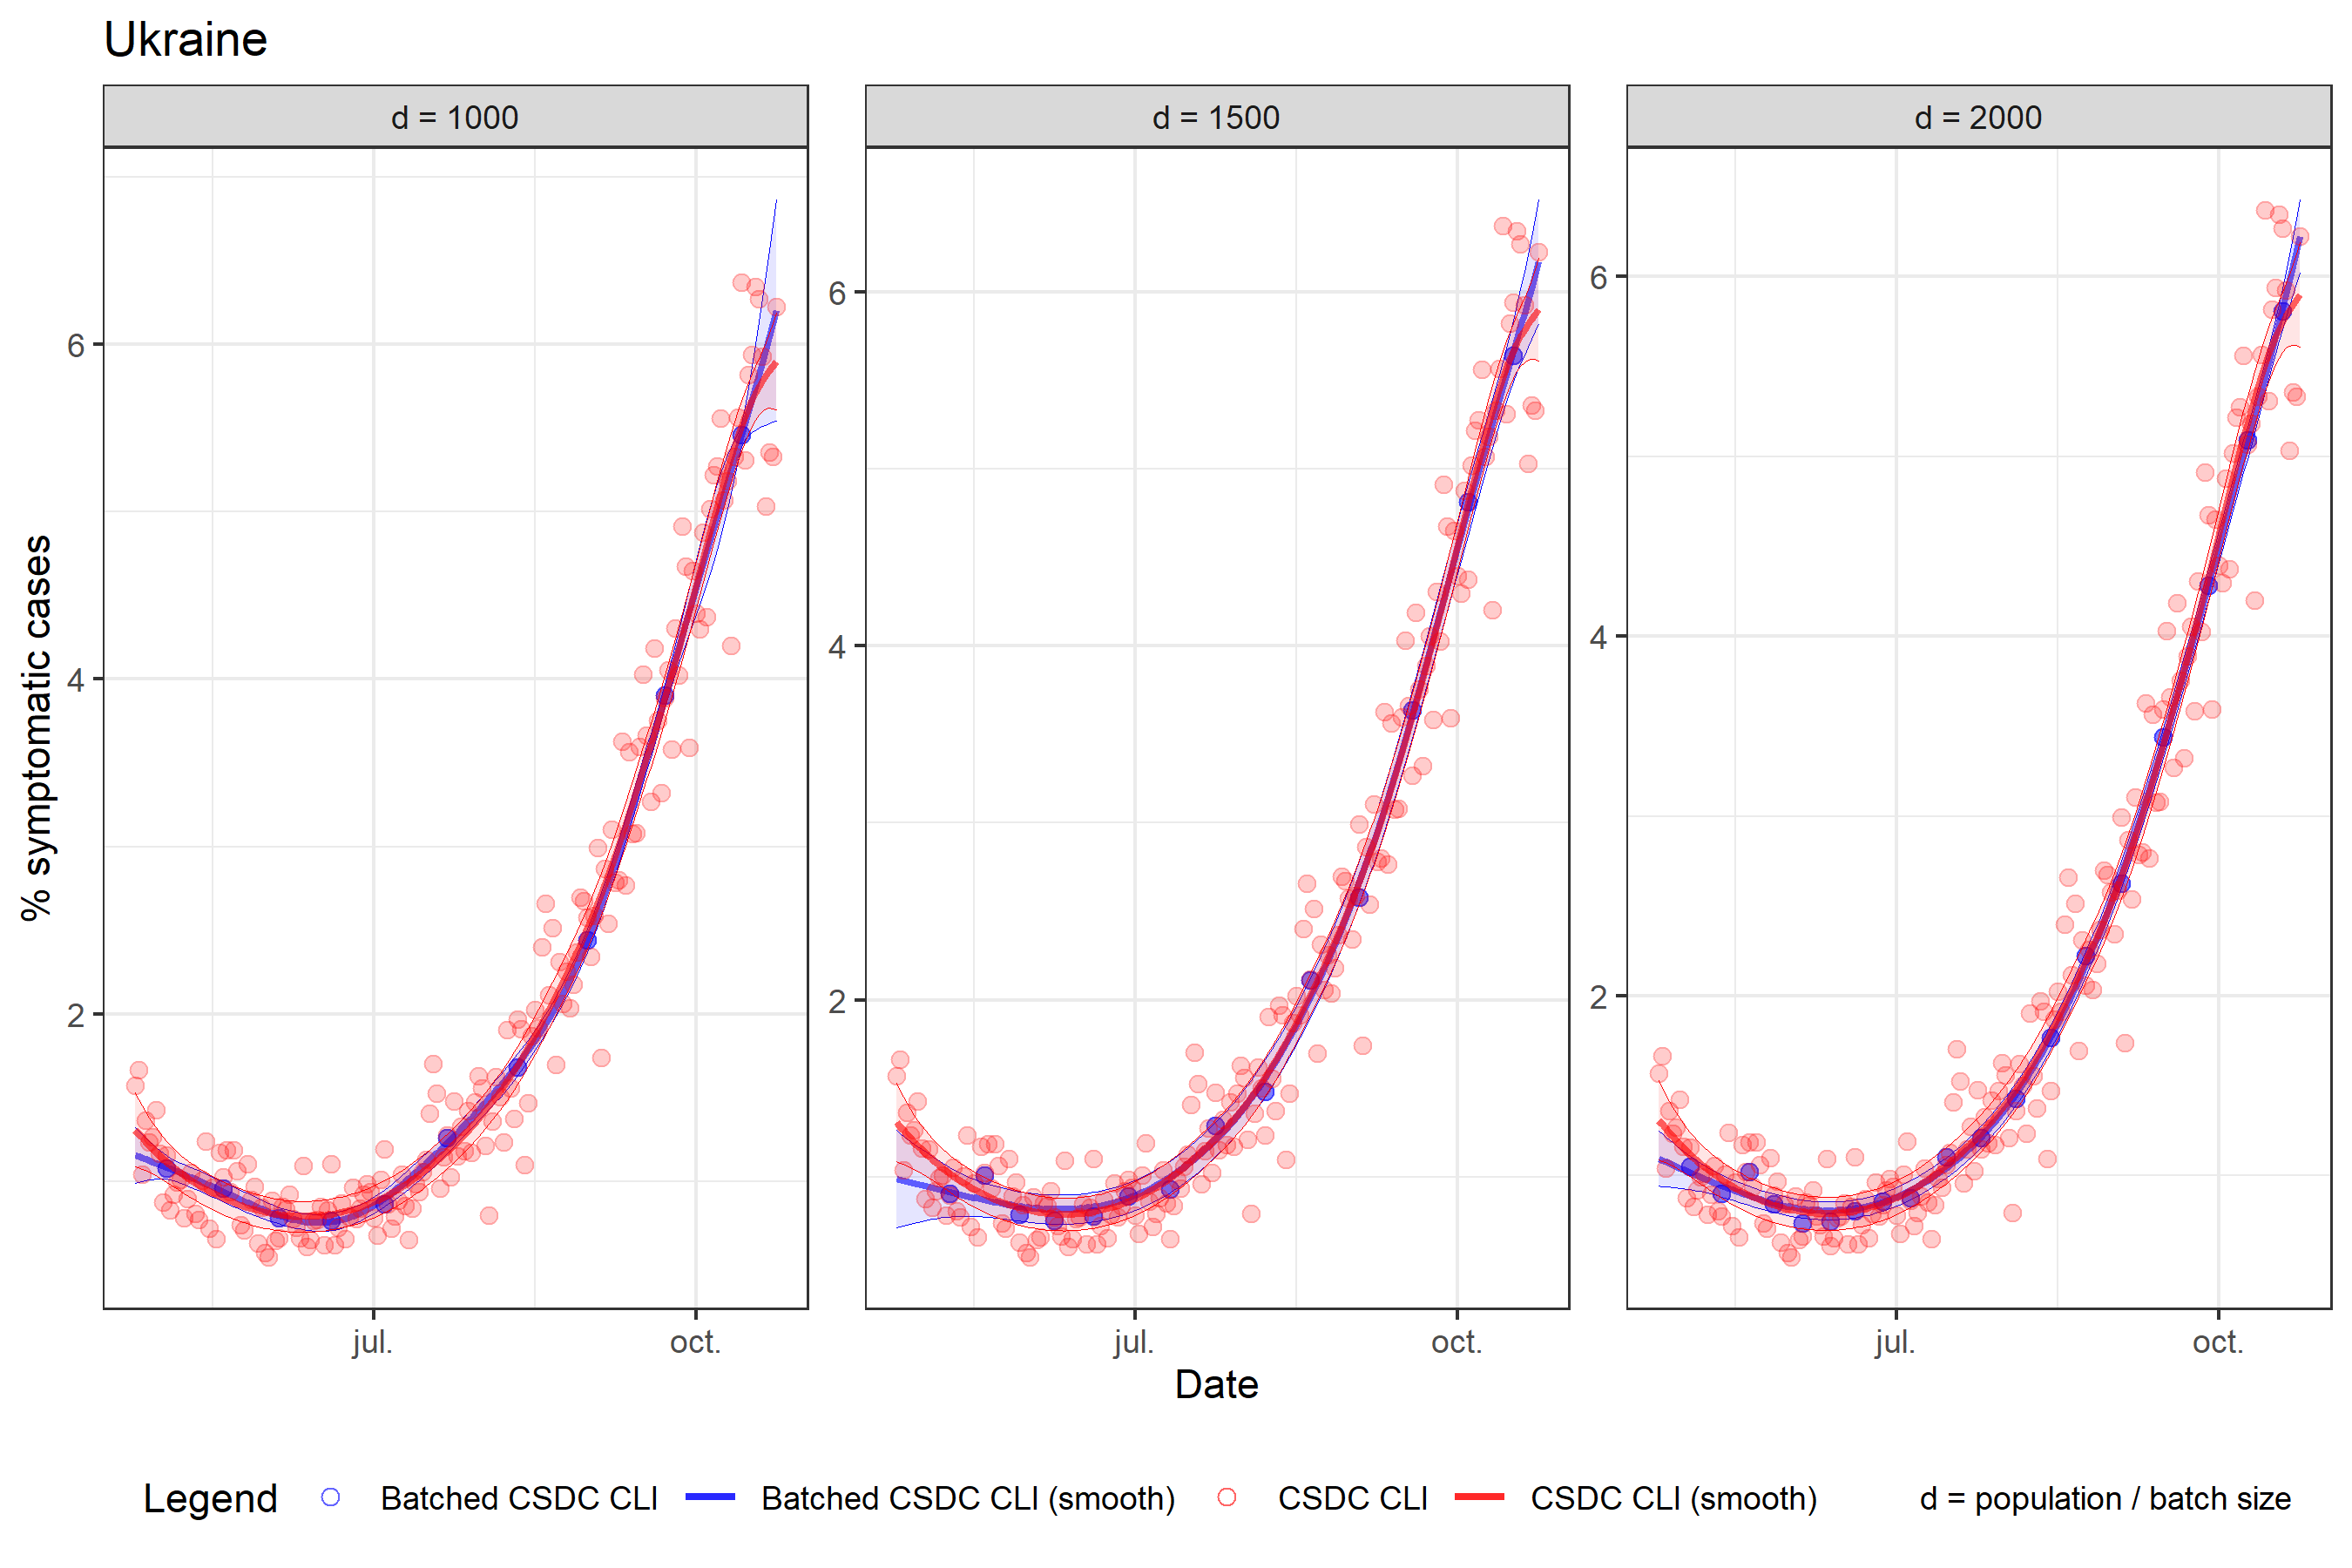 Ukraine
d = 1000
d = 1500
d = 2000
% symptomatic cases
6
4
2
6
4
2
6
4
2
jul.
oct.
jul.
oct.
jul.
oct.
Date
Legend Batched CSDC CLI Batched CSDC CLI (smooth) CSDC CLI CSDC CLI (smooth) d = population / batch size